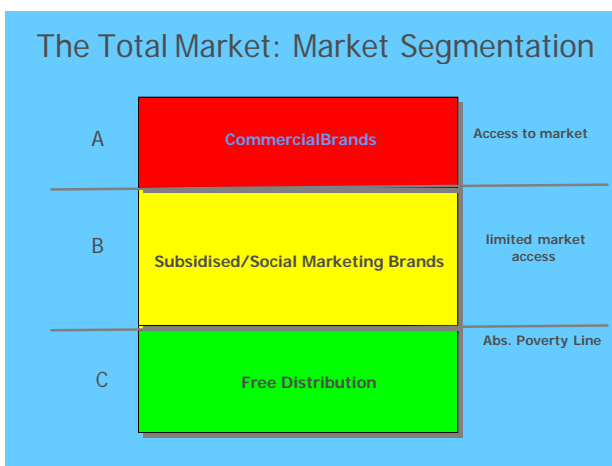 The Total Market: Market Segmentation
A
CommercialBrands
Access to market
B
Subsidised/Social Marketing Brands
limited market
access
Abs. Poverty Line
C
Free Distribution